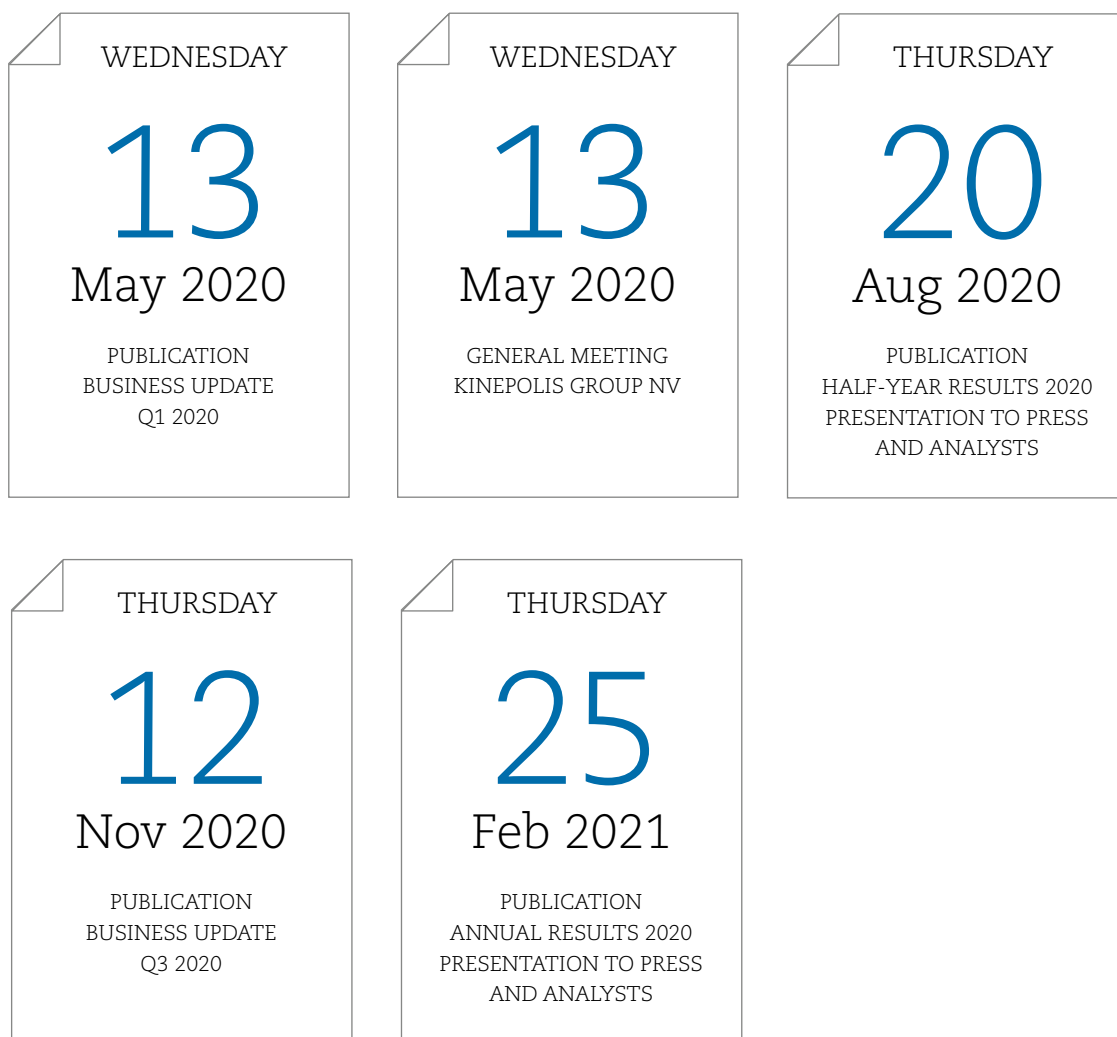 WEDNESDAY
13
May 2020
PUBLICATION
BUSINESS UPDATE
Q1 2020
WEDNESDAY
13
May 2020
GENERAL MEETING
KINEPOLIS GROUP NV
THURSDAY
20
Aug 2020
PUBLICATION
HALF-YEAR RESULTS 2020
PRESENTATION TO PRESS
AND ANALYSTS
THURSDAY
12
Nov 2020
PUBLICATION
BUSINESS UPDATE
Q3 2020
THURSDAY
25
Feb 2021
PUBLICATION
ANNUAL RESULTS 2020
PRESENTATION TO PRESS
AND ANALYSTS